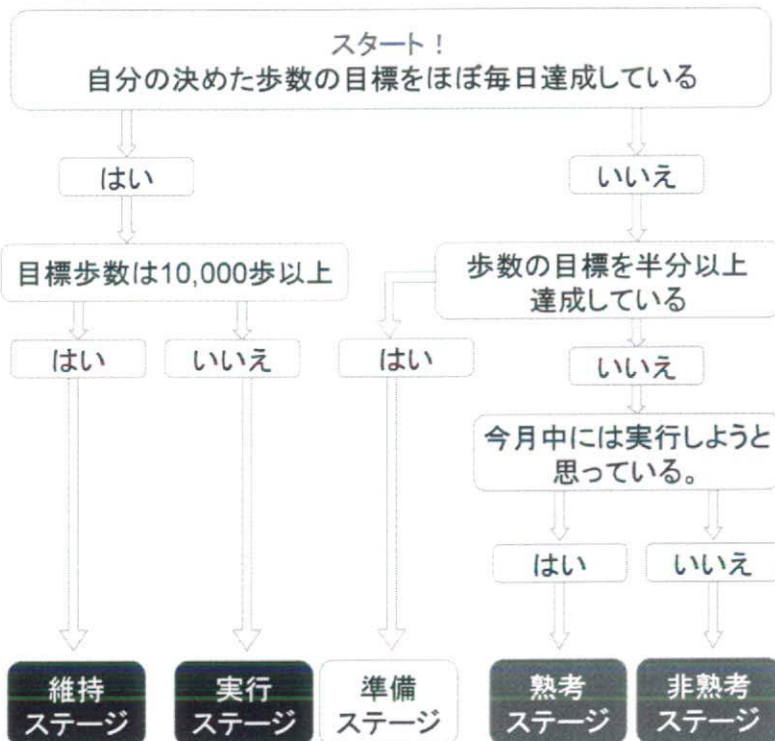 スタート！
自分の決めた歩数の目標をほぼ毎日達成している
はい
いいえ
目標歩数は10,000歩以上
歩数の目標を半分以上
達成している
はい
いいえ
はい
いいえ
今月中には実行しようと
思っている。
はい
いいえ
維持
ステージ
実行
ステージ
準備
ステージ
熟考
ステージ
非熟考
ステージ